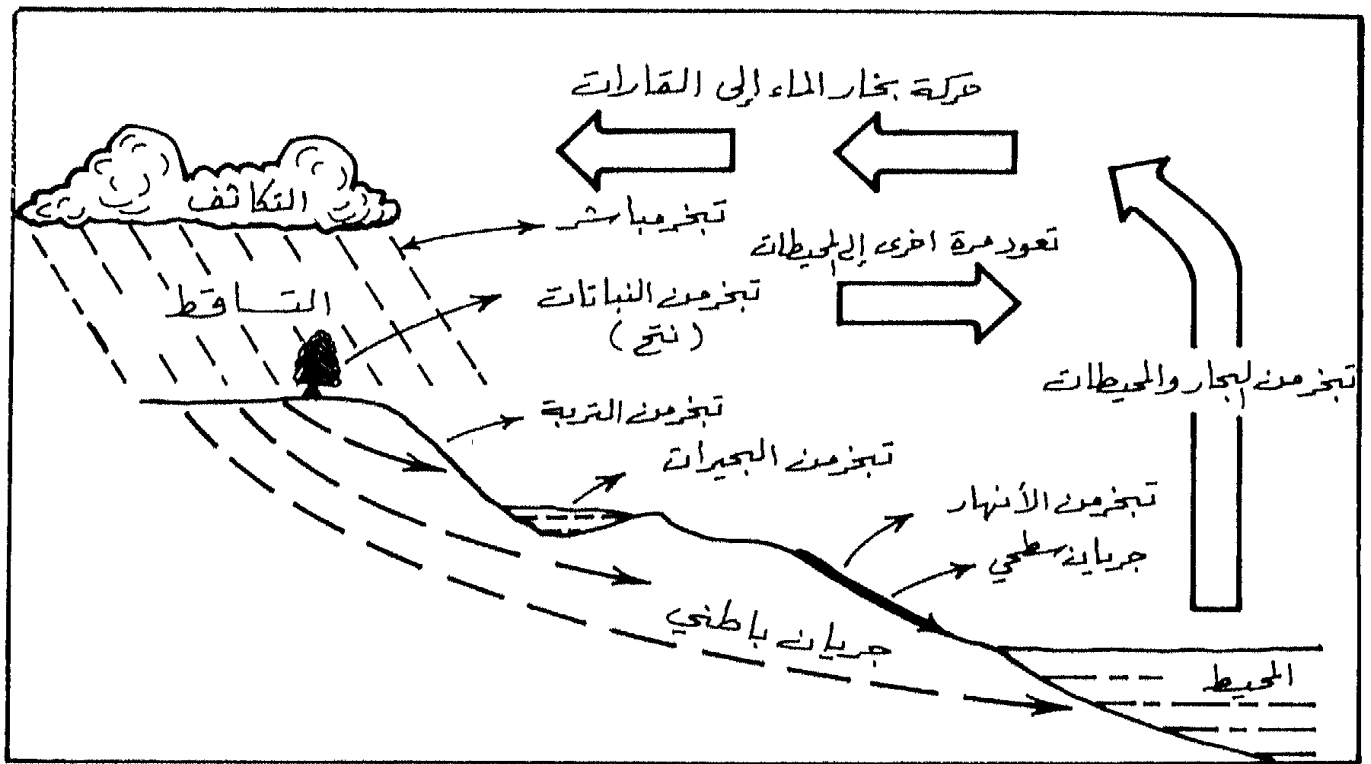 حركة بخار الماء إلى القارات
التكاثف
تبخر مباشر
تعود مرة اخرى إلى المحيطات
التساقط
تبخر من النباتات
(نتح)
تبخر من البحار والمحيطات
تبخر من التربة
تبخر من البحيرات
تبخر من الأنهار
جريان سطحي
جريان باطني
المحيط